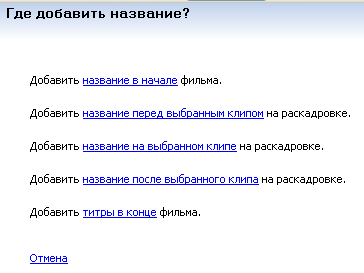 Где добавить название?
Добавить название в начале фильма.
Добавить название перед выбранным клипом на раскадровке.
Добавить название на выбранном клипе на раскадровке.
Добавить название после выбранного клипа на раскадровке.
Добавить титры в конце фильма.
Отмена